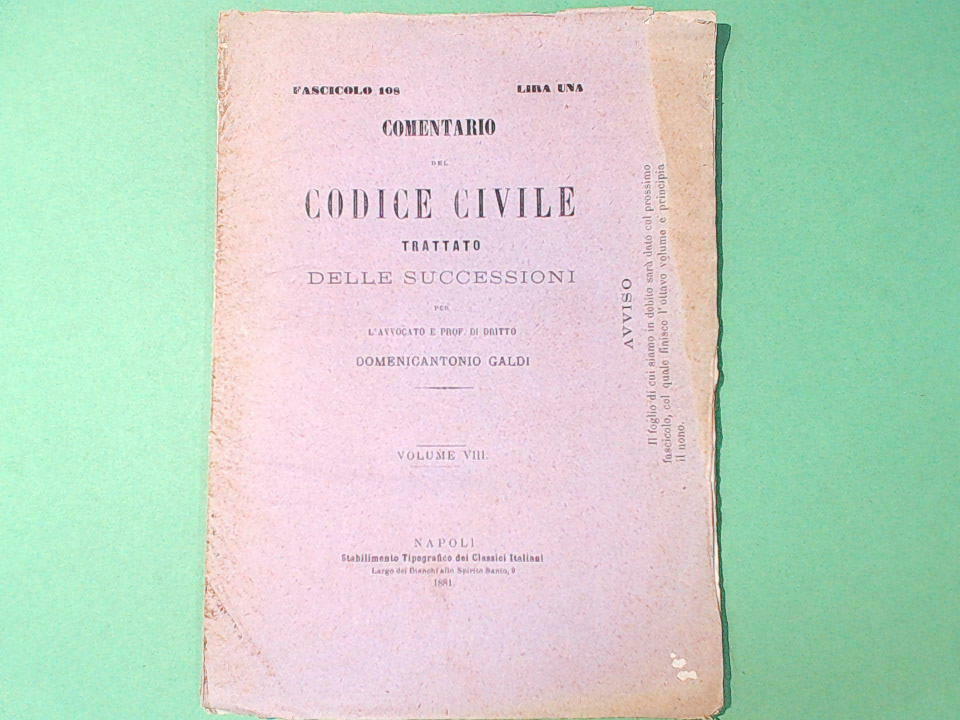 FASCICOLO 108 LIRA UNA
COMENTARIO
DEL
CODICE CIVILE
TRATTATO
DELLE SUCCESSIONI
PER
L'AVVOCATO E PROF. DI DRITTO
DOMENICANTONIO GALDI
VOLUME VIII.
NAPOLI
Stabilimento Tipografico dei Classici Italiani
Largo dei Bianchi allo Spirito Santo, 9
1881
AVVISO
Il foglio di cui siamo in debito sarà dato col prossimo
fascicolo, col quale finisce l'ottavo volume e principia
il nono.